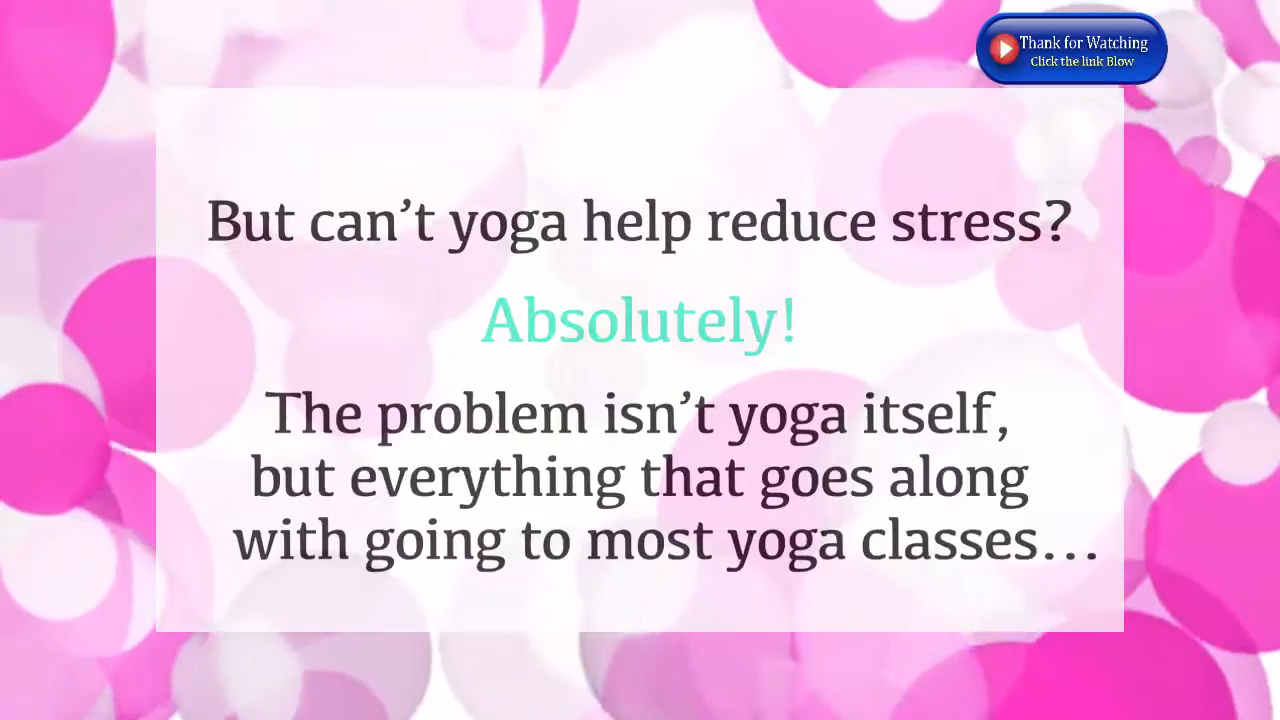 Thank for Watching
Click the link Blow
But can’t yoga help reduce stress?
Absolutely!
The problem isn’t yoga itself,
but everything that goes along
with going to most yoga classes…